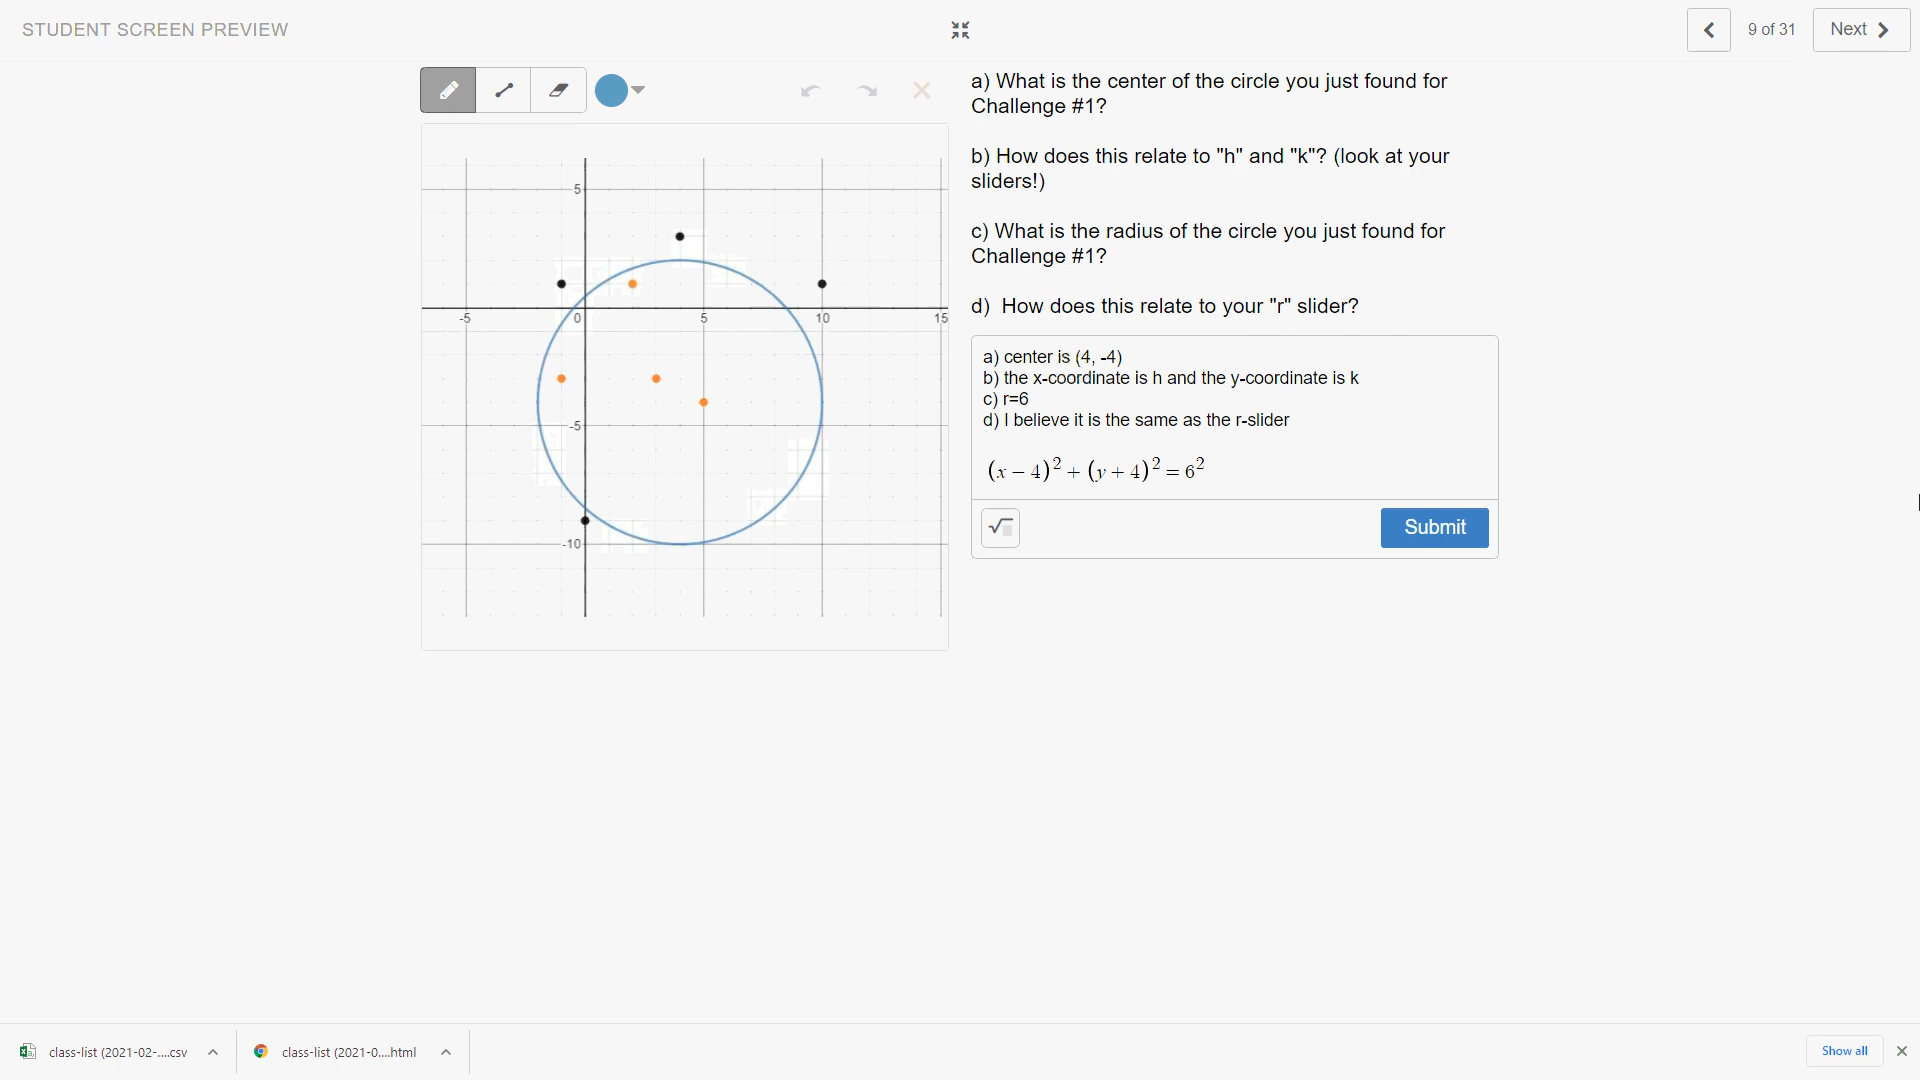 STUDENT SCREEN PREVIEW
9 of 31
Next
a) What is the center of the circle you just found for
Challenge #1?
b) How does this relate to "h" and "k"? (look at your
sliders!)
c) What is the radius of the circle you just found for
Challenge #1?
d)  How does this relate to your "r" slider?
5
-5
0
5
10
15
-5
-10
a) center is (4, -4)
b) the x-coordinate is h and the y-coordinate is k
c) r=6
d) I believe it is the same as the r-slider
(x − 4)² + (y + 4)² = 6²
Submit
class-list (2021-02-....csv
class-list (2021-0....html
Show all